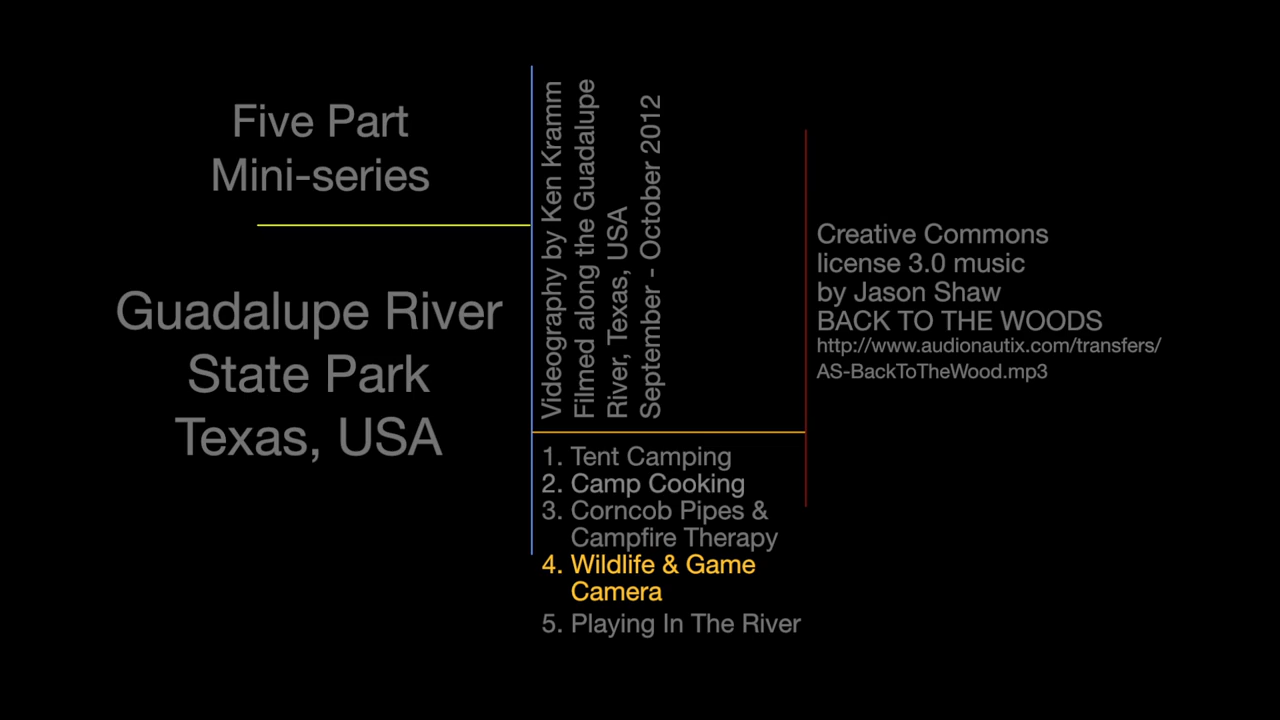 Five Part
Mini-series
Guadalupe River
State Park
Texas, USA
Videography by Ken Kramm
Filmed along the Guadalupe
River, Texas, USA
September - October 2012
1. Tent Camping
2. Camp Cooking
3. Corncob Pipes &
Campfire Therapy
4. Wildlife & Game
Camera
5. Playing In The River
Creative Commons
license 3.0 music
by Jason Shaw
BACK TO THE WOODS
http://www.audionautix.com/transfers/
AS-BackToTheWood.mp3